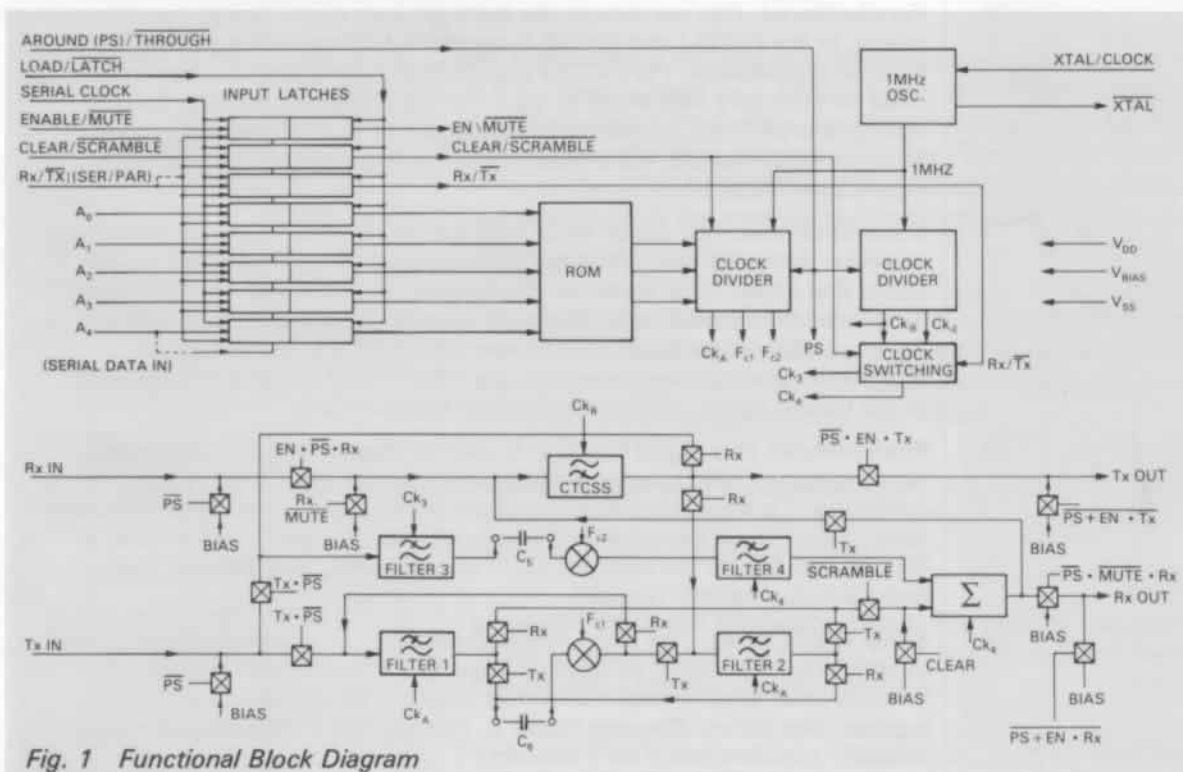 AROUND (PS)/THROUGH
LOAD/LATCH
SERIAL CLOCK
INPUT LATCHES
ENABLE/MUTE
CLEAR/SCRAMBLE
Rx/TX)(SER/PAR)
A0
A1
A2
A3
A4
(SERIAL DATA IN)
EN\MUTE
CLEAR/SCRAMBLE
Rx/Tx
ROM
1MHz
OSC.
XTAL/CLOCK
XTAL
1MHZ
CLOCK
DIVIDER
CLOCK
DIVIDER
VDD
VBIAS
VSS
CkA
Fc1
Fc2
PS
CkB
CLOCK
SWITCHING
Rx/Tx
Ck3
Ck4
CkB
Rx IN
EN • PS • Rx
PS
BIAS
Rx.
MUTE
BIAS
Ck3
FILTER 3
C5
Fc2
CTCSS
Rx
Rx
PS • EN • Tx
Tx OUT
PS + EN • Tx
BIAS
Tx
FILTER 4
Ck4
SCRAMBLE
Σ
Ck4
PS • MUTE • Rx
Rx OUT
BIAS
Tx • PS
Tx • PS
Tx IN
PS
BIAS
FILTER 1
CkA
Rx
Tx
C6
Fc1
Rx
Tx
FILTER 2
CkA
Tx
Rx
CLEAR
BIAS
BIAS
PS + EN • Rx
Fig. 1 Functional Block Diagram